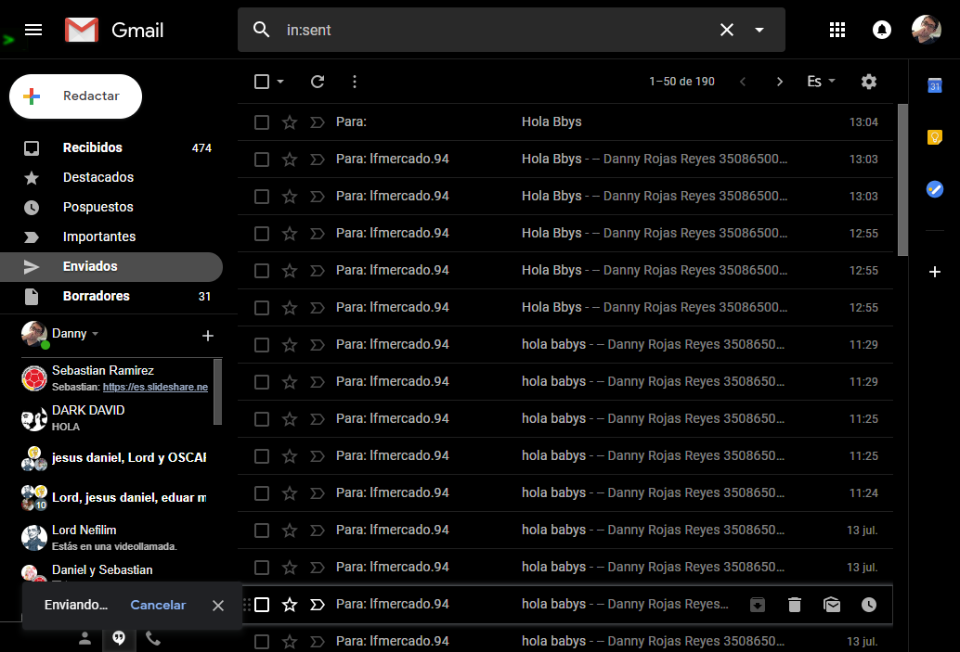 Gmail
in:sent
Redactar
1–50 de 190
Es
31
Recibidos 474
Destacados
Pospuestos
Importantes
Enviados
Borradores 31
Danny
Sebastian Ramirez
Sebastian: https://es.slideshare.ne
DARK DAVID
HOLA
jesus daniel, Lord y OSCAR
Lord, jesus daniel, eduar m
10
Lord Nefilim
Estás en una videollamada.
Daniel y Sebastian
Enviando... Cancelar
Para: Hola Bbys 13:04
Para: lfmercado.94 Hola Bbys - -- Danny Rojas Reyes 35086500... 13:03
Para: lfmercado.94 Hola Bbys - -- Danny Rojas Reyes 35086500... 13:03
Para: lfmercado.94 Hola Bbys - -- Danny Rojas Reyes 35086500... 12:55
Para: lfmercado.94 Hola Bbys - -- Danny Rojas Reyes 35086500... 12:55
Para: lfmercado.94 Hola Bbys - -- Danny Rojas Reyes 35086500... 12:55
Para: lfmercado.94 hola babys - -- Danny Rojas Reyes 3508650... 11:29
Para: lfmercado.94 hola babys - -- Danny Rojas Reyes 3508650... 11:29
Para: lfmercado.94 hola babys - -- Danny Rojas Reyes 3508650... 11:25
Para: lfmercado.94 hola babys - -- Danny Rojas Reyes 3508650... 11:25
Para: lfmercado.94 hola babys - -- Danny Rojas Reyes 3508650... 11:24
Para: lfmercado.94 hola babys - -- Danny Rojas Reyes 3508650... 13 jul.
Para: lfmercado.94 hola babys - -- Danny Rojas Reyes 3508650... 13 jul.
Para: lfmercado.94 hola babys - -- Danny Rojas Reyes...
Para: lfmercado.94 hola babys - -- Danny Rojas Reyes 3508650... 13 jul.